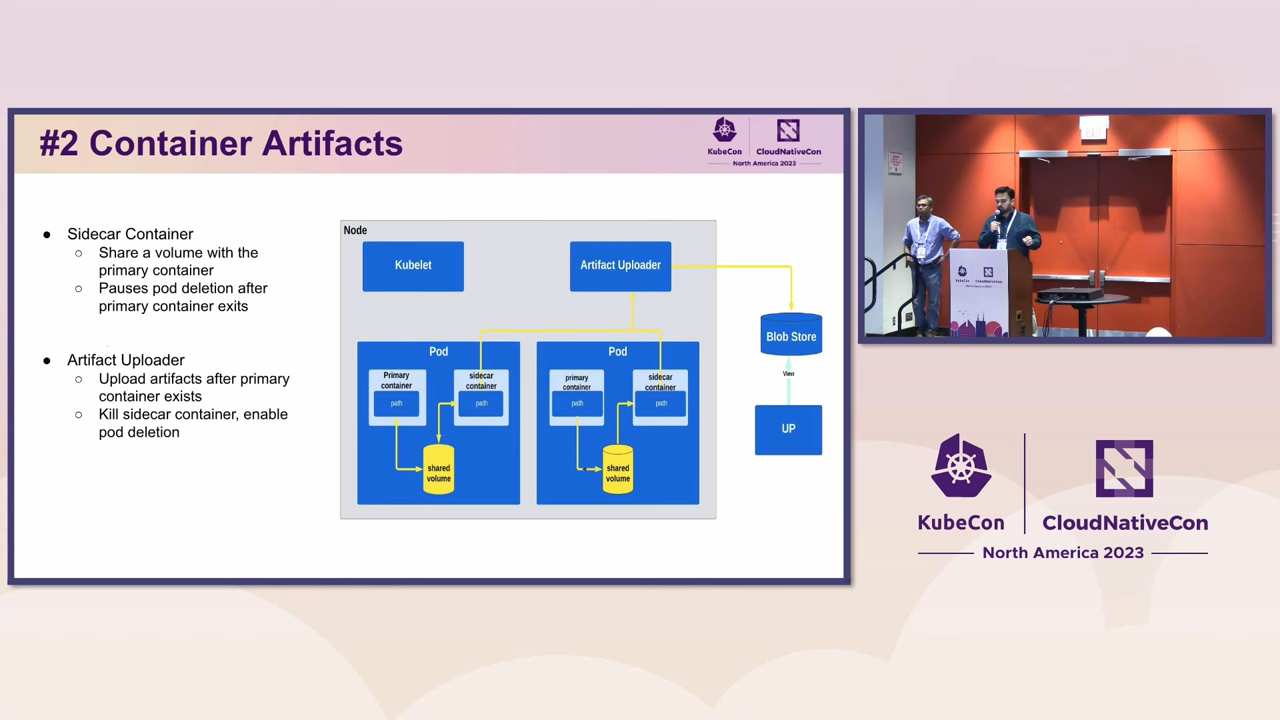 #2 Container Artifacts
KubeCon
CloudNativeCon
North America 2023
● Sidecar Container
○ Share a volume with the
primary container
○ Pauses pod deletion after
primary container exits
● Artifact Uploader
○ Upload artifacts after primary
container exists
○ Kill sidecar container, enable
pod deletion
Node
Kubelet
Artifact Uploader
Blob Store
View
UP
Pod
Primary
container
path
sidecar
container
path
shared
volume
Pod
primary
container
path
sidecar
container
path
shared
volume
EXIT
KubeCon
CloudNativeCon
KubeCon
CloudNativeCon
North America 2023